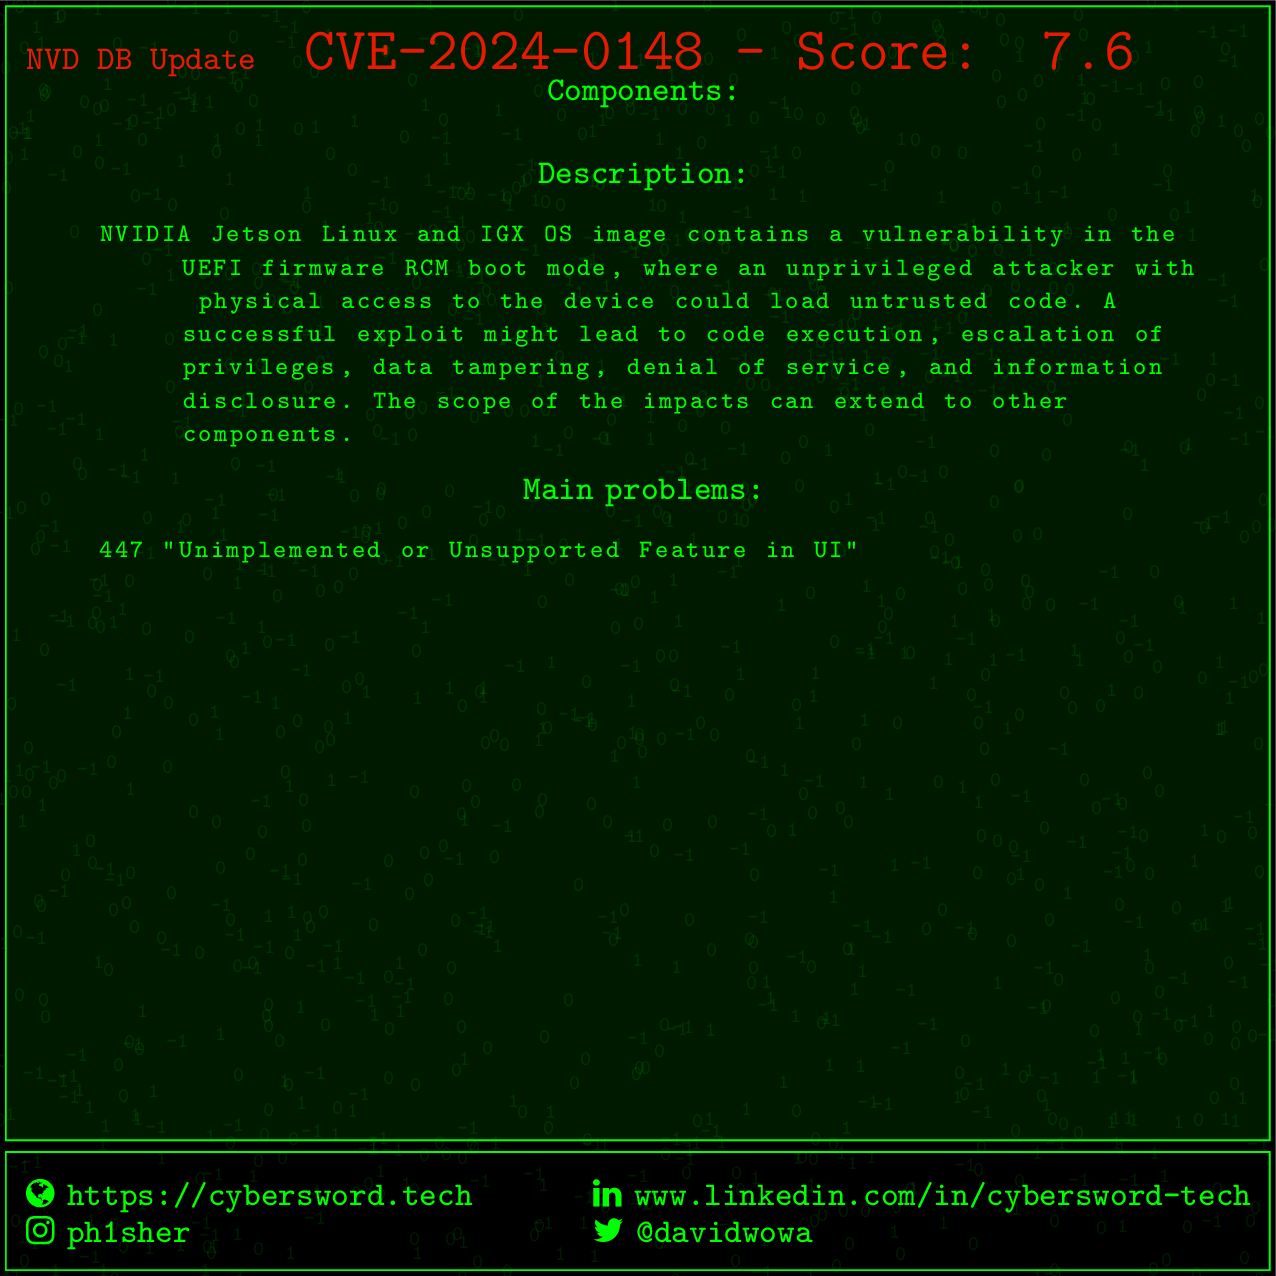 NVD DB Update CVE-2024-0148 - Score: 7.6
Components:
Description:
NVIDIA Jetson Linux and IGX OS image contains a vulnerability in the
UEFI firmware RCM boot mode, where an unprivileged attacker with
physical access to the device could load untrusted code. A
successful exploit might lead to code execution, escalation of
privileges, data tampering, denial of service, and information
disclosure. The scope of the impacts can extend to other
components.
Main problems:
447 "Unimplemented or Unsupported Feature in UI"
https://cybersword.tech
www.linkedin.com/in/cybersword-tech
ph1sher
@davidwowa